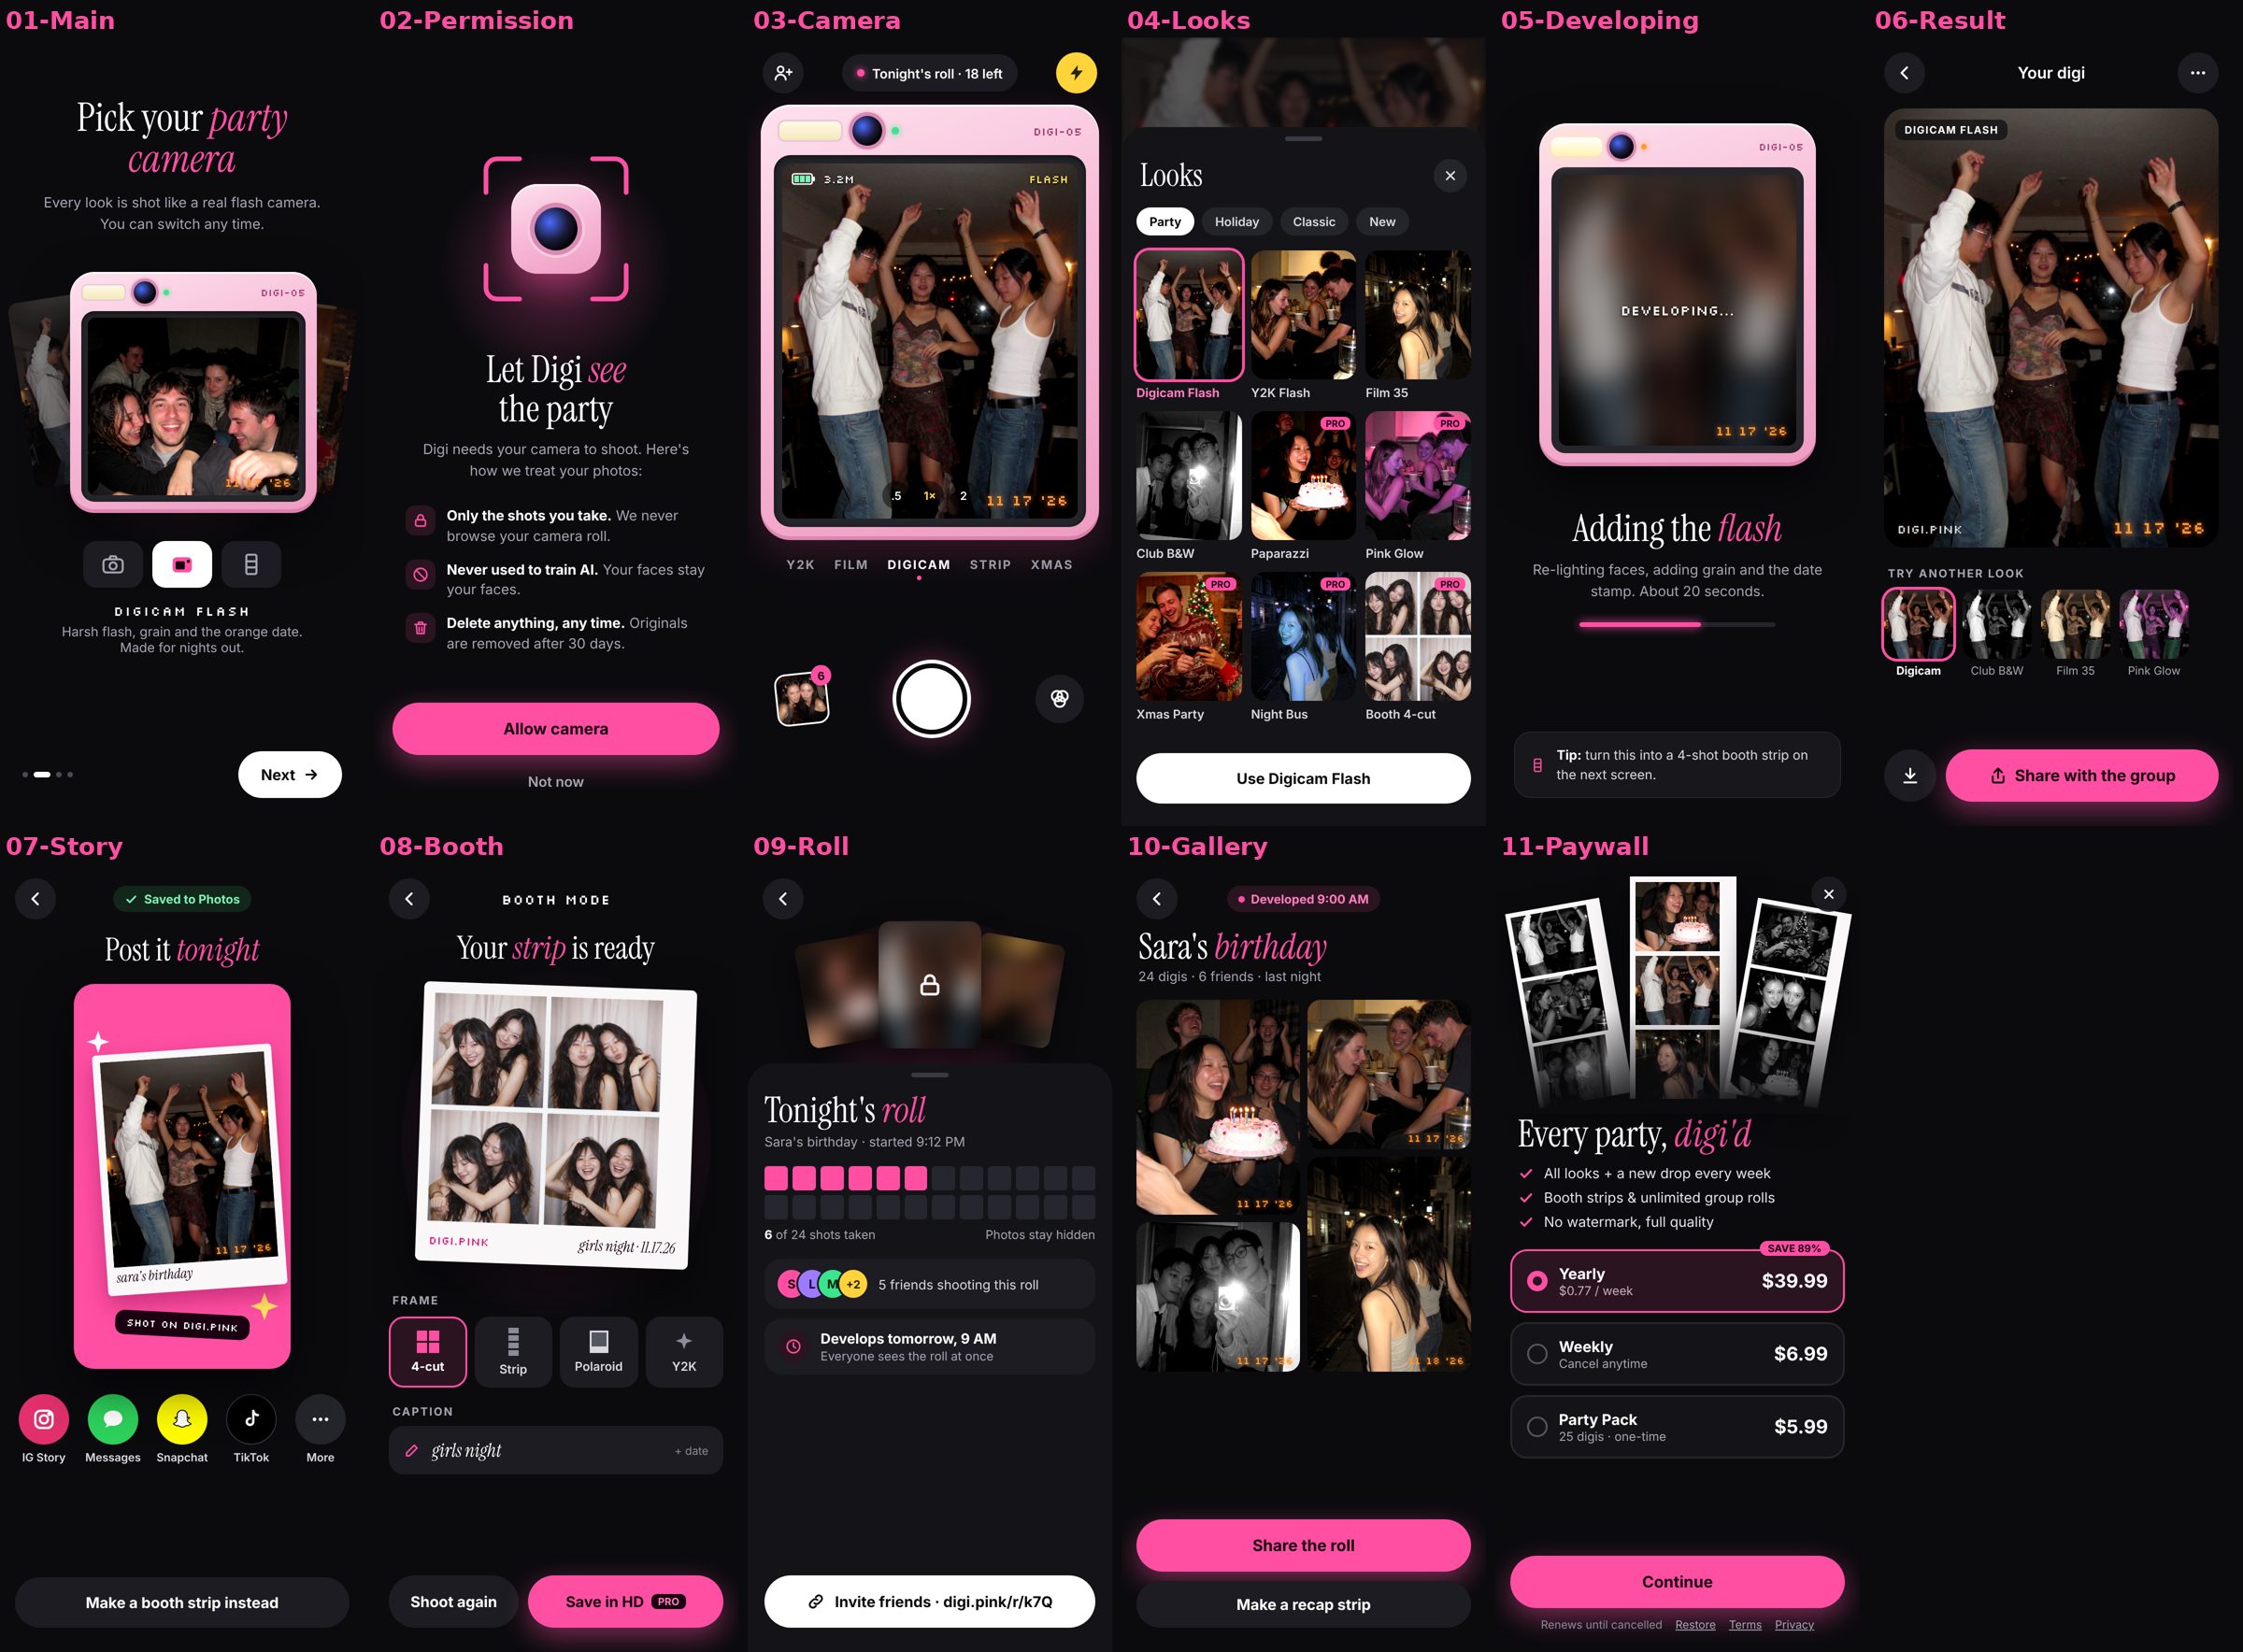 01-Main
Pick your party
camera
Every look is shot like a real flash camera.
You can switch any time.
DIGI-05
'26
DIGICAM FLASH
Harsh flash, grain and the orange date.
Made for nights out.
Next
02-Permission
Let Digi see
the party
Digi needs your camera to shoot. Here's
how we treat your photos:
Only the shots you take. We never
browse your camera roll.
Never used to train AI. Your faces stay
your faces.
Delete anything, any time. Originals
are removed after 30 days.
Allow camera
Not now
03-Camera
Tonight's roll · 18 left
DIGI-05
3.2M
FLASH
.5 1× 2
11 17 '26
Y2K FILM DIGICAM STRIP XMAS
6
04-Looks
Looks
Party Holiday Classic New
Digicam Flash Y2K Flash Film 35
PRO PRO
Club B&W Paparazzi Pink Glow
PRO PRO PRO
Xmas Party Night Bus Booth 4-cut
Use Digicam Flash
05-Developing
DIGI-05
DEVELOPING...
11 17 '26
Adding the flash
Re-lighting faces, adding grain and the date
stamp. About 20 seconds.
Tip: turn this into a 4-shot booth strip on
the next screen.
06-Result
Your digi
DIGICAM FLASH
DIGI.PINK
11 17 '26
TRY ANOTHER LOOK
Digicam Club B&W Film 35 Pink Glow
Share with the group
07-Story
Saved to Photos
Post it tonight
11 17 '26
sara's birthday
SHOT ON DIGI.PINK
IG Story Messages Snapchat TikTok More
Make a booth strip instead
08-Booth
BOOTH MODE
Your strip is ready
DIGI.PINK
girls night · 11.17.26
FRAME
4-cut Strip Polaroid Y2K
CAPTION
girls night
+ date
Shoot again
Save in HD PRO
09-Roll
Tonight's roll
Sara's birthday · started 9:12 PM
6 of 24 shots taken
Photos stay hidden
S L M +2
5 friends shooting this roll
Develops tomorrow, 9 AM
Everyone sees the roll at once
Invite friends · digi.pink/r/k7Q
10-Gallery
Developed 9:00 AM
Sara's birthday
24 digis · 6 friends · last night
11 17 '26
11 17 '26
11 17 '26
11 18 '26
Share the roll
Make a recap strip
11-Paywall
Every party, digi'd
All looks + a new drop every week
Booth strips & unlimited group rolls
No watermark, full quality
SAVE 89%
Yearly
$0.77 / week
$39.99
Weekly
Cancel anytime
$6.99
Party Pack
25 digis · one-time
$5.99
Continue
Renews until cancelled Restore Terms Privacy